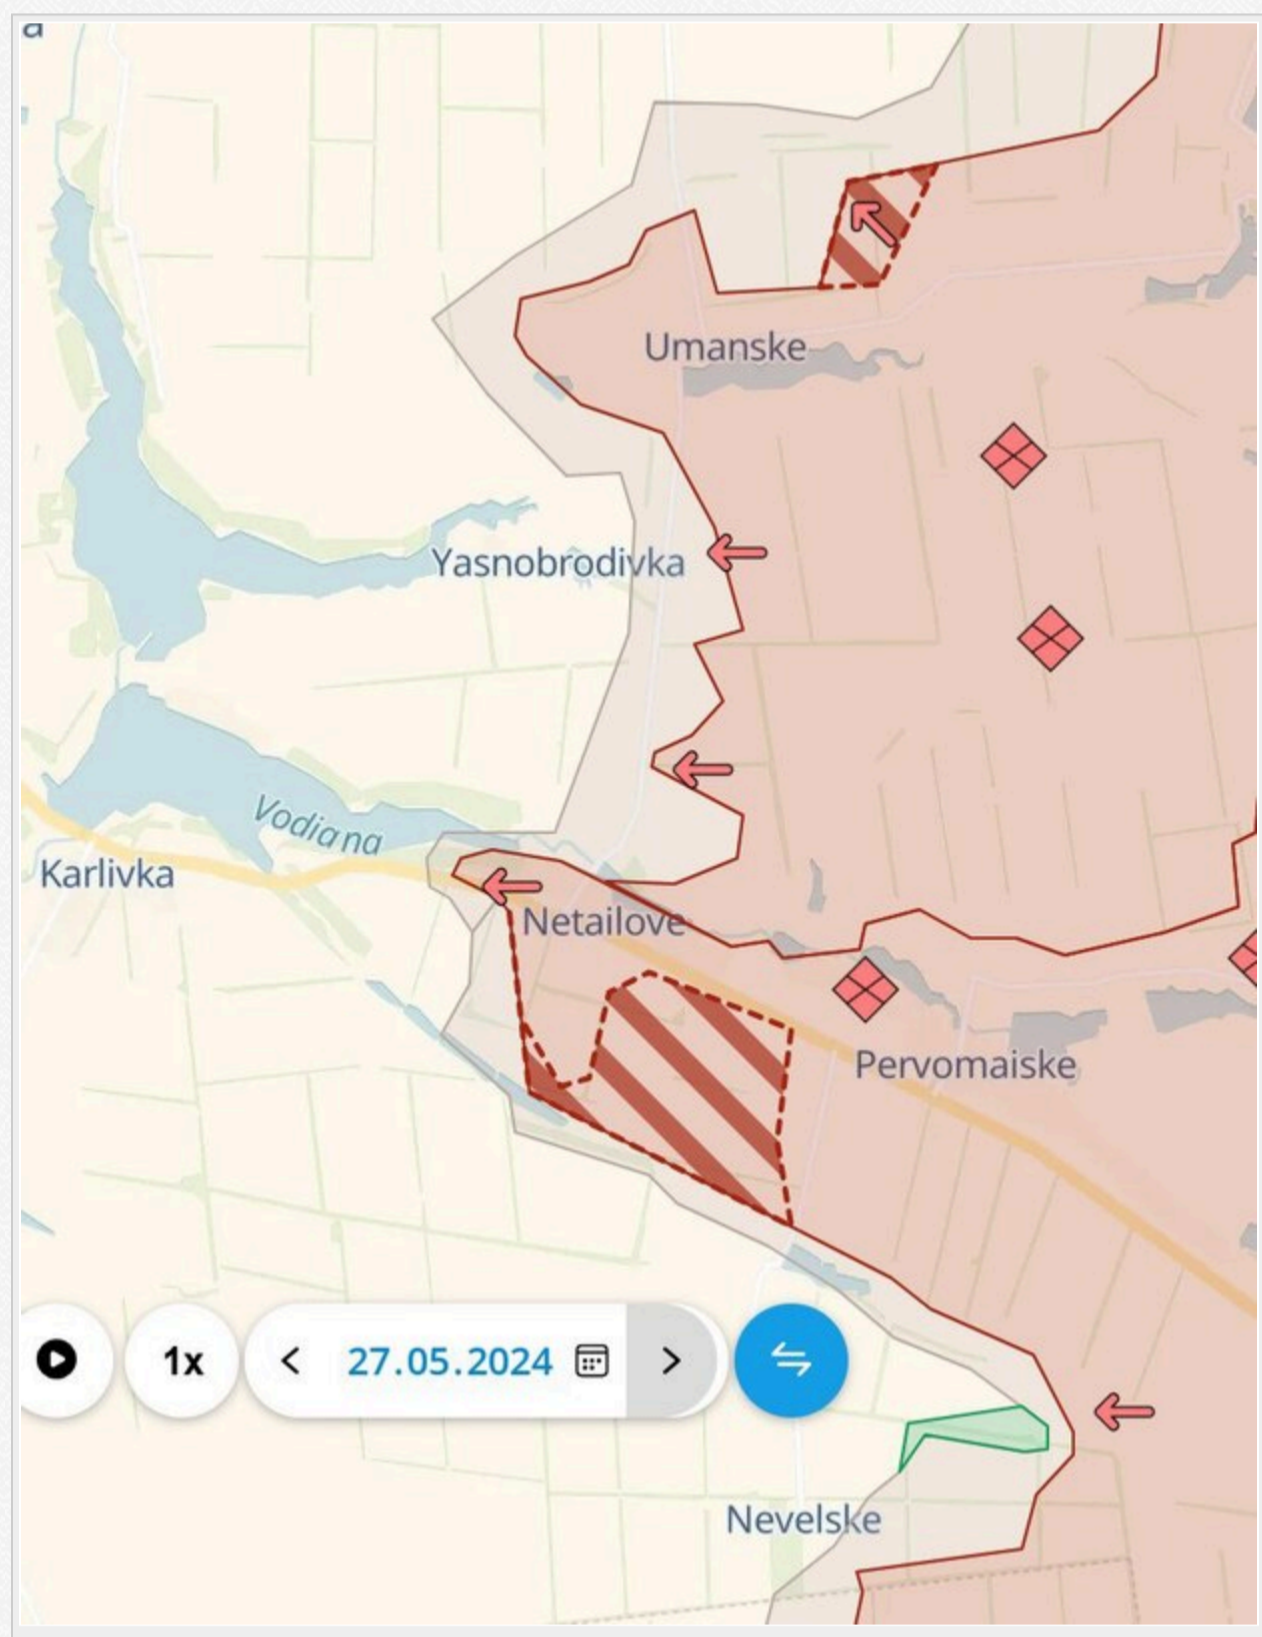 a
Umanske
Yasnobrodivka
Vodiana
Karlivka
Netailove
Pervomaiske
1x
27.05.2024
Nevelske